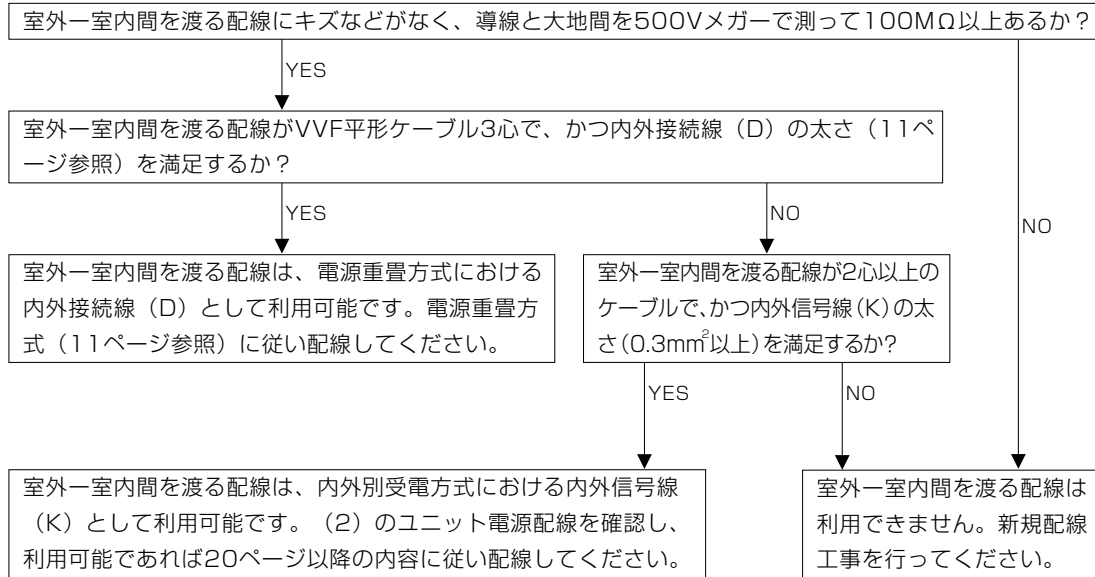 室外ー室内間を渡る配線にキズなどがなく、導線と大地間を500Vメガーで測って100MΩ以上あるか？
YES
室外ー室内間を渡る配線がVVF平形ケーブル3心で、かつ内外接続線（D）の太さ（11ペ
ージ参照）を満足するか？
YES
NO
NO
室外ー室内間を渡る配線は、電源重畳方式における
内外接続線（D）として利用可能です。電源重畳方
式（11ページ参照）に従い配線してください。
室外ー室内間を渡る配線が2心以上の
ケーブルで、かつ内外信号線（K）の太
さ（0.3mm²以上）を満足するか？
YES
NO
室外ー室内間を渡る配線は、内外別受電方式における内外信号線
（K）として利用可能です。（2）のユニット電源配線を確認し、
利用可能であれば20ページ以降の内容に従い配線してください。
室外ー室内間を渡る配線は
利用できません。新規配線
工事を行ってください。